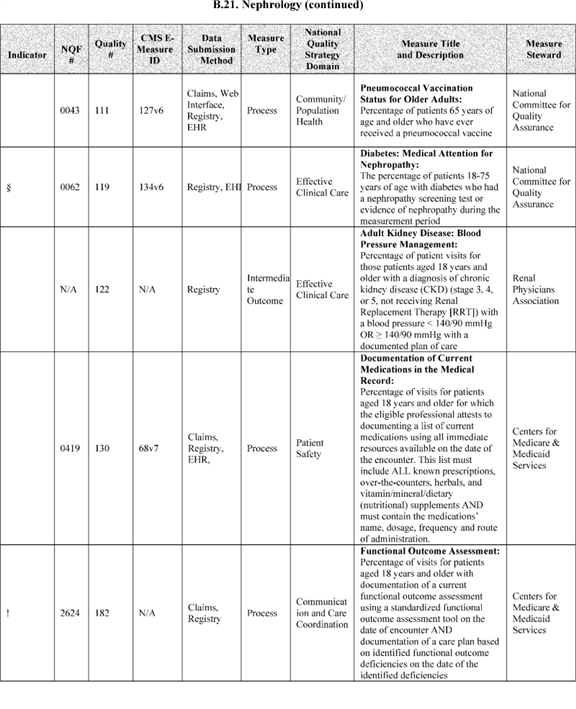 B.21. Nephrology (continued)
Indicator
NQF
#
Quality
#
CMS E-
Measure
ID
Data
Submission
Method
Measure
Type
National
Quality
Strategy
Domain
Measure Title
and Description
Measure
Steward
0043
111
127v6
Claims, Web
Interface,
Registry,
EHR
Process
Community/
Population
Health
Pneumococcal Vaccination
Status for Older Adults:
Percentage of patients 65 years of
age and older who have ever
received a pneumococcal vaccine
National
Committee for
Quality
Assurance
§
0062
119
134v6
Registry, EHI
Process
Effective
Clinical Care
Diabetes: Medical Attention for
Nephropathy:
The percentage of patients 18-75
years of age with diabetes who had
a nephropathy screening test or
evidence of nephropathy during the
measurement period
National
Committee for
Quality
Assurance
N/A
122
N/A
Registry
Intermedia
te
Outcome
Effective
Clinical Care
Adult Kidney Disease: Blood
Pressure Management:
Percentage of patient visits for
those patients aged 18 years and
older with a diagnosis of chronic
kidney disease (CKD) (stage 3, 4,
or 5, not receiving Renal
Replacement Therapy [RRT]) with
a blood pressure < 140/90 mmHg
OR ≥ 140/90 mmHg with a
documented plan of care
Renal
Physicians
Association
0419
130
68v7
Claims,
Registry,
EHR,
Process
Patient
Safety
Documentation of Current
Medications in the Medical
Record:
Percentage of visits for patients
aged 18 years and older for which
the eligible professional attests to
documenting a list of current
medications using all immediate
resources available on the date of
the encounter. This list must
include ALL known prescriptions,
over-the-counters, herbals, and
vitamin/mineral/dietary
(nutritional) supplements AND
must contain the medications'
name, dosage, frequency and route
of administration.
Centers for
Medicare &
Medicaid
Services
!
2624
182
N/A
Claims,
Registry
Process
Communicat
ion and Care
Coordination
Functional Outcome Assessment:
Percentage of visits for patients
aged 18 years and older with
documentation of a current
functional outcome assessment
using a standardized functional
outcome assessment tool on the
date of encounter AND
documentation of a care plan based
on identified functional outcome
deficiencies on the date of the
identified deficiencies
Centers for
Medicare &
Medicaid
Services